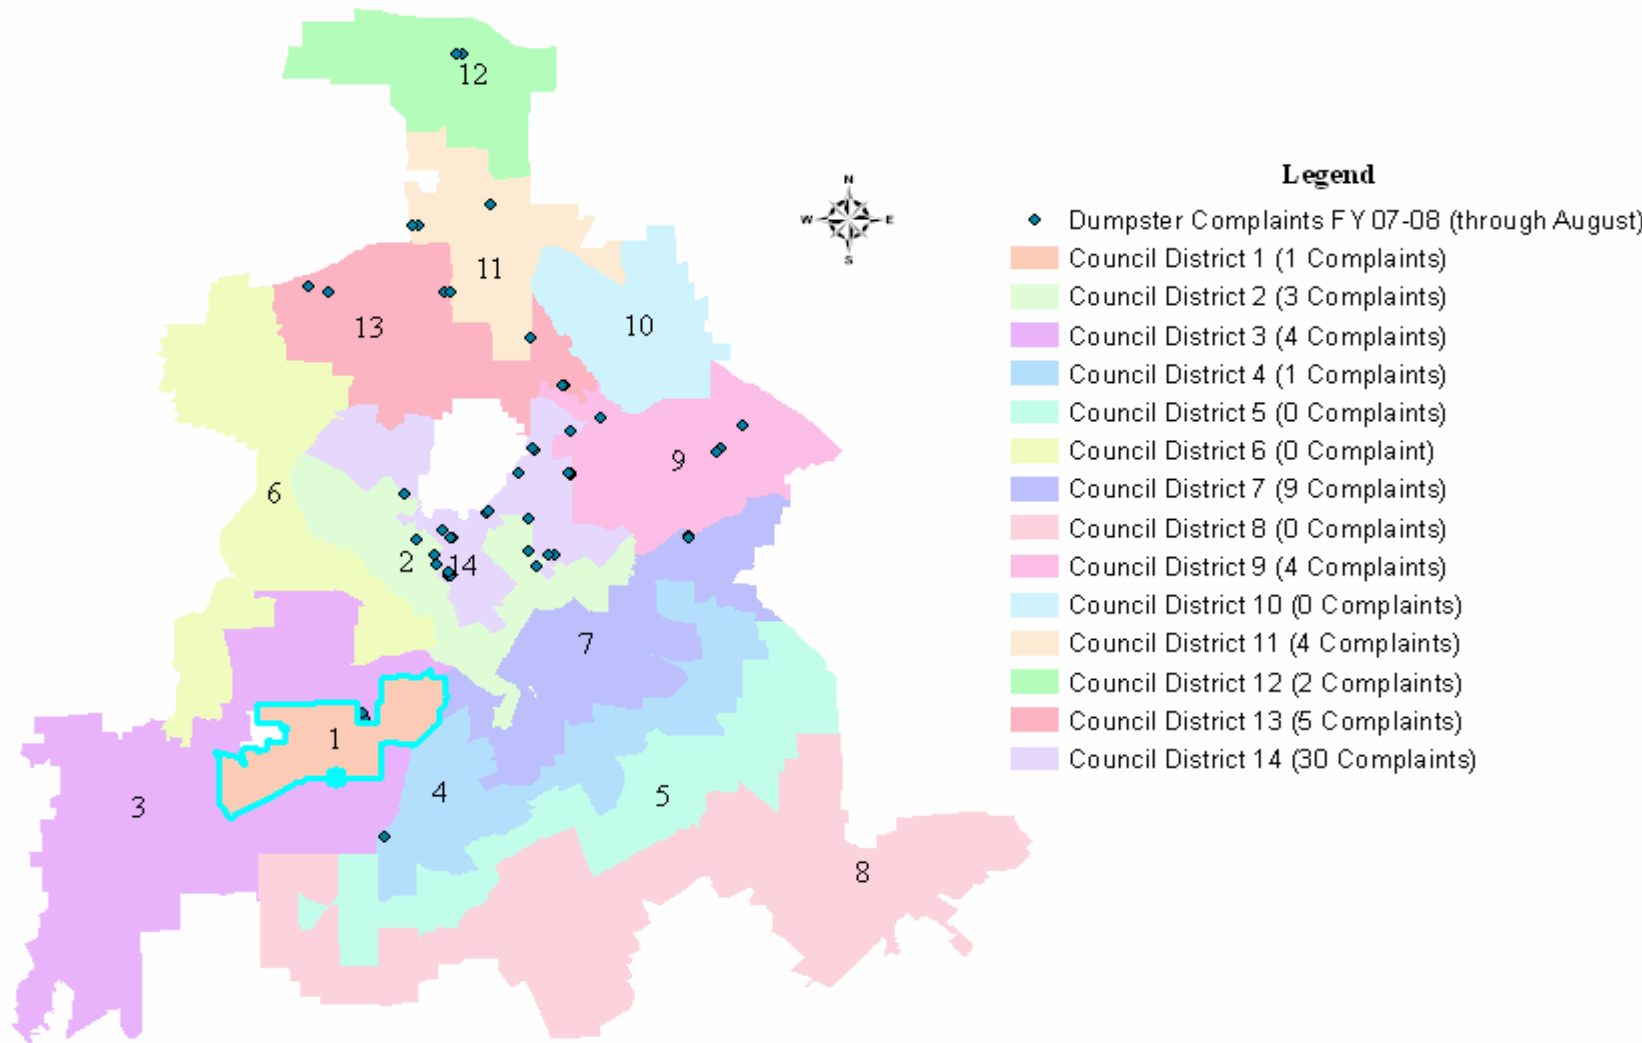 12
N
W E
S
11
13
10
9
6
2
14
7
1
3
4
5
8
Legend
Dumpster Complaints FY 07-08 (through August)
Council District 1 (1 Complaints)
Council District 2 (3 Complaints)
Council District 3 (4 Complaints)
Council District 4 (1 Complaints)
Council District 5 (0 Complaints)
Council District 6 (0 Complaint)
Council District 7 (9 Complaints)
Council District 8 (0 Complaints)
Council District 9 (4 Complaints)
Council District 10 (0 Complaints)
Council District 11 (4 Complaints)
Council District 12 (2 Complaints)
Council District 13 (5 Complaints)
Council District 14 (30 Complaints)